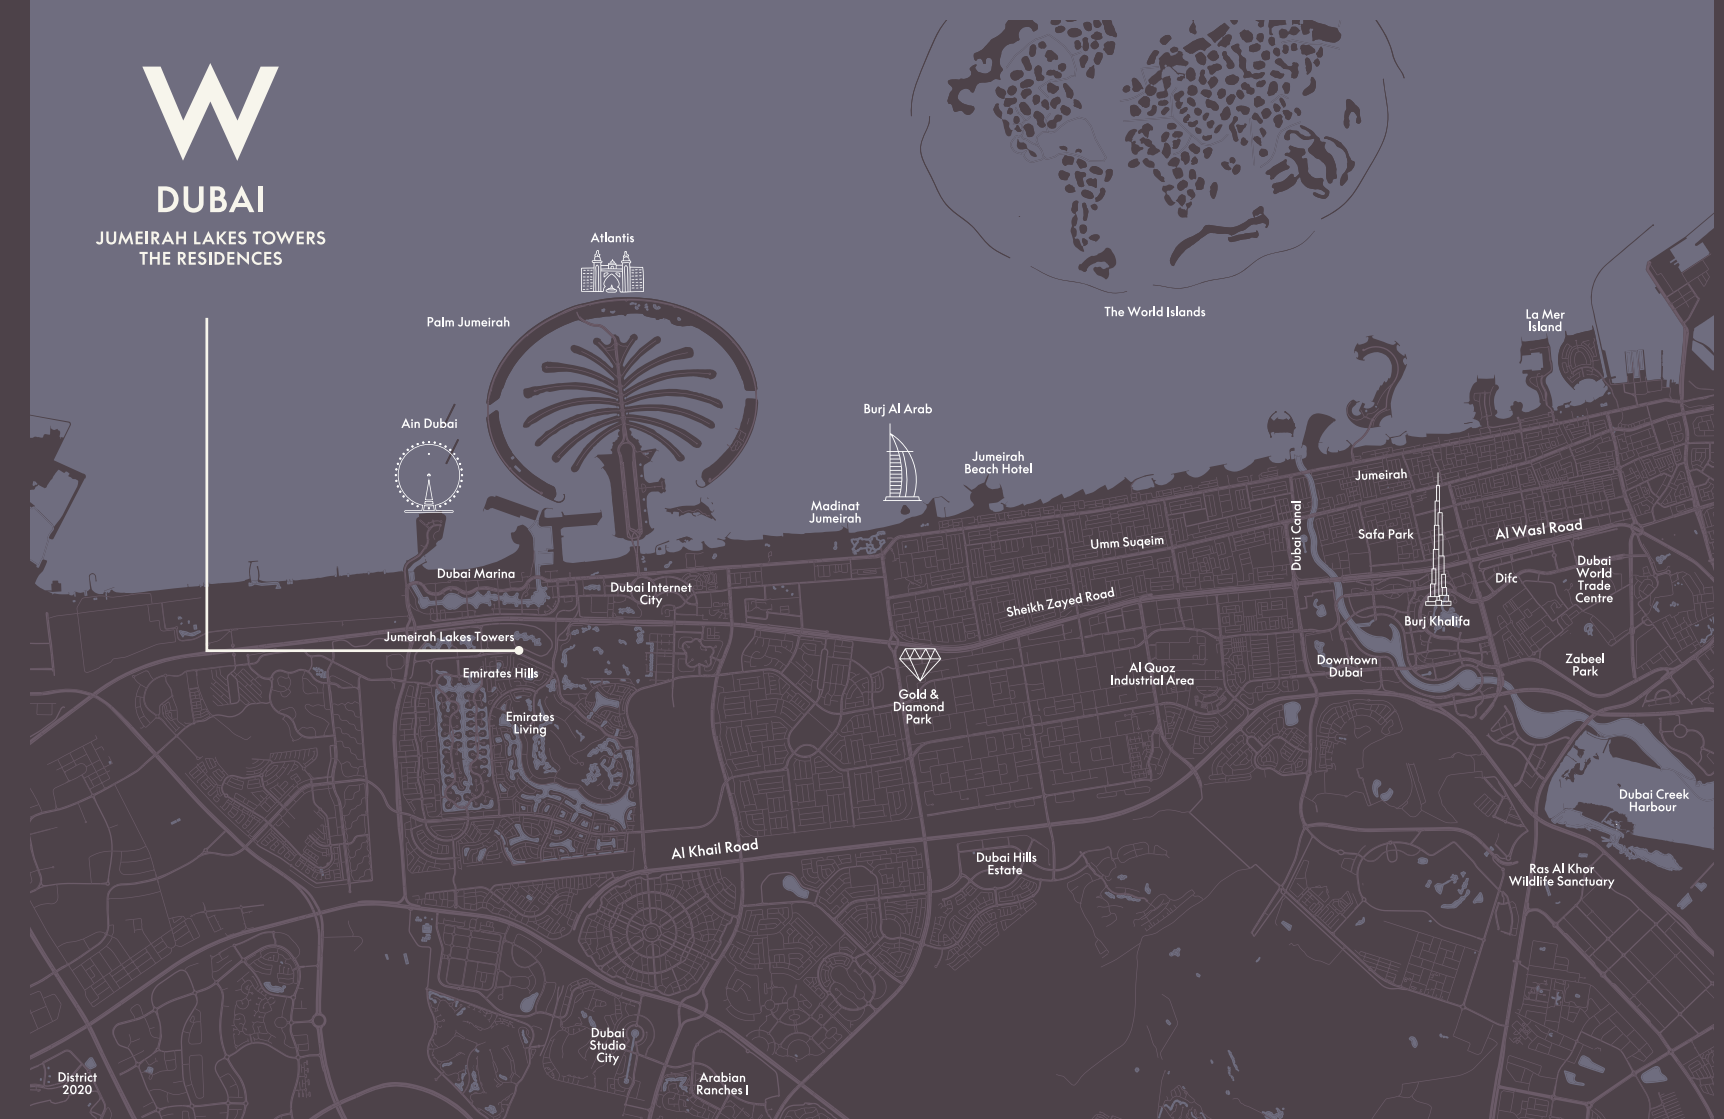 W
DUBAI
JUMEIRAH LAKES TOWERS
THE RESIDENCES
Atlantis
Palm Jumeirah
The World Islands
La Mer
Island
Ain Dubai
Burj Al Arab
Jumeirah
Beach Hotel
Madinat
Jumeirah
Jumeirah
Safa Park
Al Wasl Road
Umm Suqeim
Dubai Canal
Dubai Marina
Dubai Internet
City
Sheikh Zayed Road
Difc
Dubai
World
Trade
Centre
Burj Khalifa
Jumeirah Lakes Towers
Emirates Hills
Emirates
Living
Gold &
Diamond
Park
Al Quoz
Industrial Area
Downtown
Dubai
Zabeel
Park
Dubai Creek
Harbour
Al Khail Road
Dubai Hills
Estate
Ras Al Khor
Wildlife Sanctuary
Dubai
Studio
City
District
2020
Arabian
Ranches I